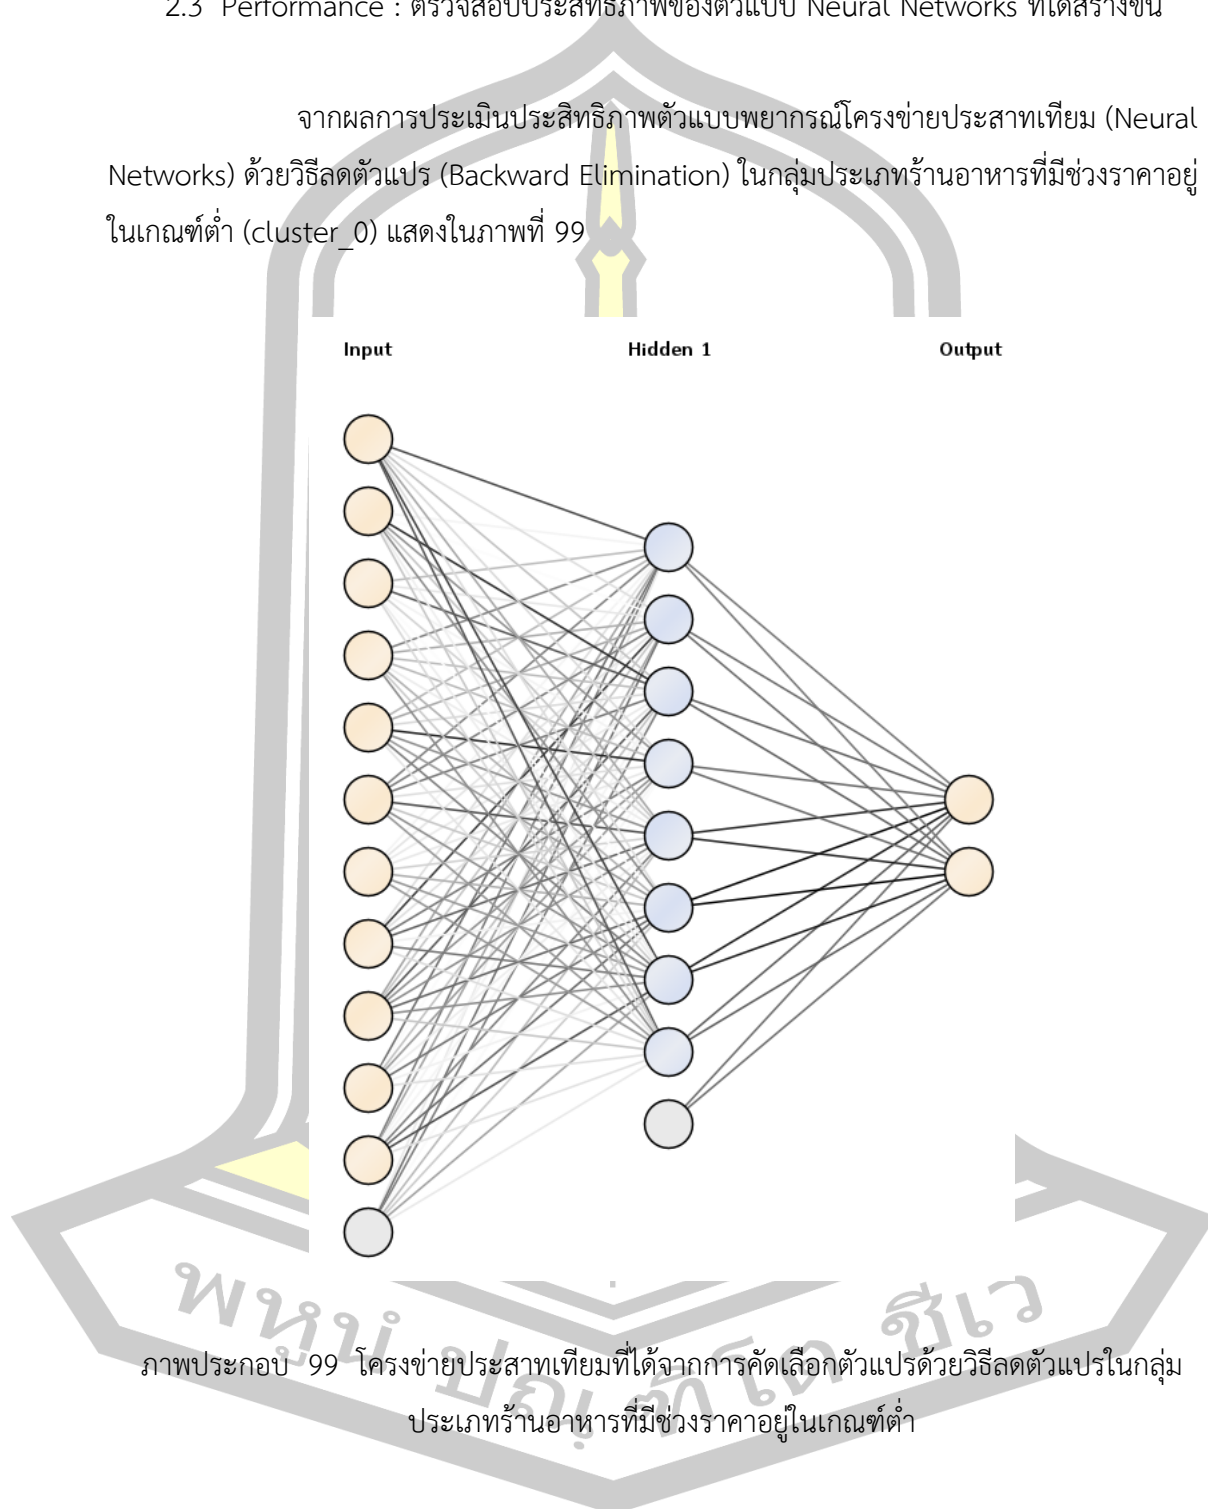 2.3 Performance : ตรวจสอบประสิทธิภาพของตัวแบบ Neural Networks ที่ได้สร้างขึ้น
จากผลการประเมินประสิทธิภาพตัวแบบพยากรณ์โครงข่ายประสาทเทียม (Neural
Networks) ด้วยวิธีลดตัวแปร (Backward Elimination) ในกลุ่มประเภทร้านอาหารที่มีช่วงราคาอยู่
ในเกณฑ์ต่ำ (cluster_0) แสดงในภาพที่ 99
Input Hidden 1 Output
พหูนํ ปณฺฑิโต ชีเว
ภาพประกอบ 99 โครงข่ายประสาทเทียมที่ได้จากการคัดเลือกตัวแปรด้วยวิธีลดตัวแปรในกลุ่ม
ประเภทร้านอาหารที่มีช่วงราคาอยู่ในเกณฑ์ต่ำ